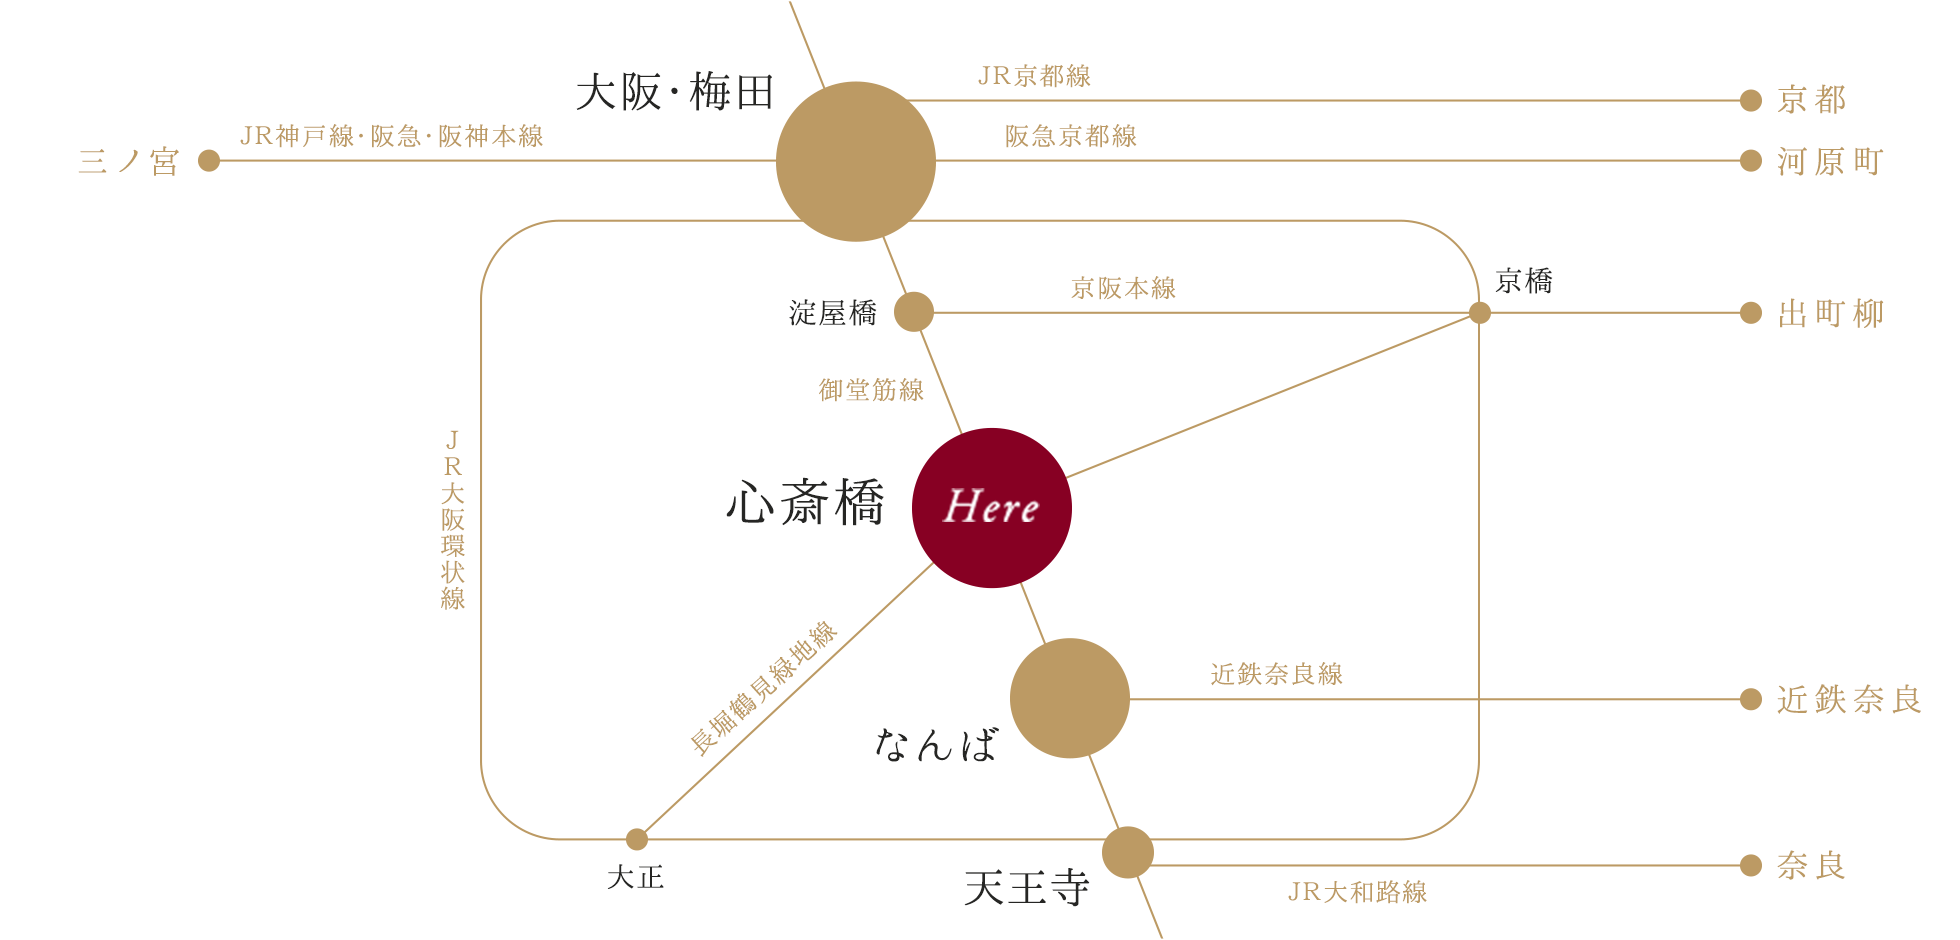 大阪・梅田
JR京都線
京都
JR神戸線・阪急・阪神本線
阪急京都線
三ノ宮
河原町
京橋
京阪本線
淀屋橋
出町柳
御堂筋線
JR大阪環状線
心斎橋
Here
長堀鶴見緑地線
近鉄奈良線
近鉄奈良
なんば
大正
天王寺
奈良
JR大和路線